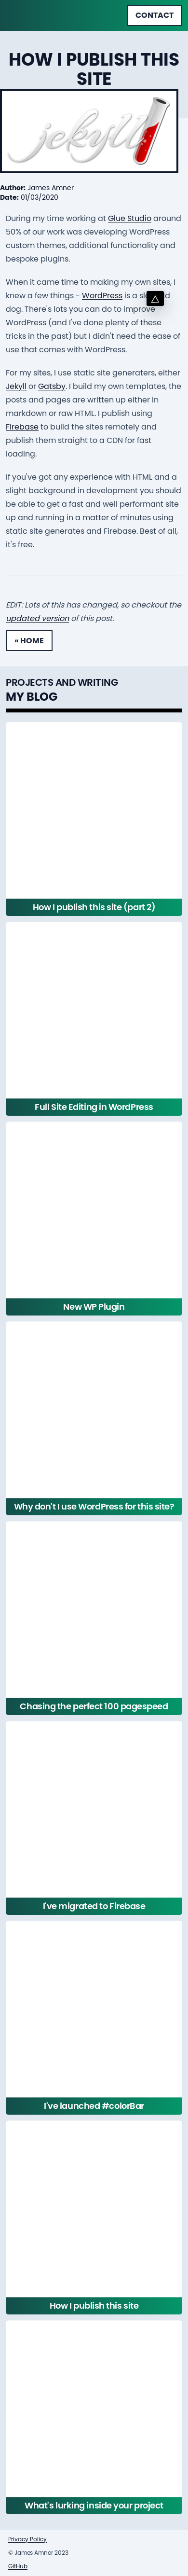 CONTACT
HOW I PUBLISH THIS
SITE
jekyll
Author: James Amner
Date: 01/03/2020
During my time working at Glue Studio around
50% of our work was developing WordPress
custom themes, additional functionality and
bespoke plugins.
When it came time to making my own sites, I
knew a few things - WordPress is a
dog. There's lots you can do to improve
WordPress (and I've done plenty of these
tricks in the past) but I didn't need the ease of
use that comes with WordPress.
For my sites, I use static site generators, either
Jekyll or Gatsby. I build my own templates, the
posts and pages are written up either in
markdown or raw HTML. I publish using
Firebase to build the sites remotely and
publish them straight to a CDN for fast
loading.
If you've got any experience with HTML and a
slight background in development you should
be able to get a fast and well performant site
up and running in a matter of minutes using
static site generators and Firebase. Best of all,
it's free.
EDIT: Lots of this has changed, so checkout the
updated version of this post.
« HOME
PROJECTS AND WRITING
MY BLOG
How I publish this site (part 2)
Full Site Editing in WordPress
New WP Plugin
Why don't I use WordPress for this site?
Chasing the perfect 100 pagespeed
I've migrated to Firebase
I've launched #colorBar
How I publish this site
What's lurking inside your project
Privacy Policy
© James Amner 2023
GitHub